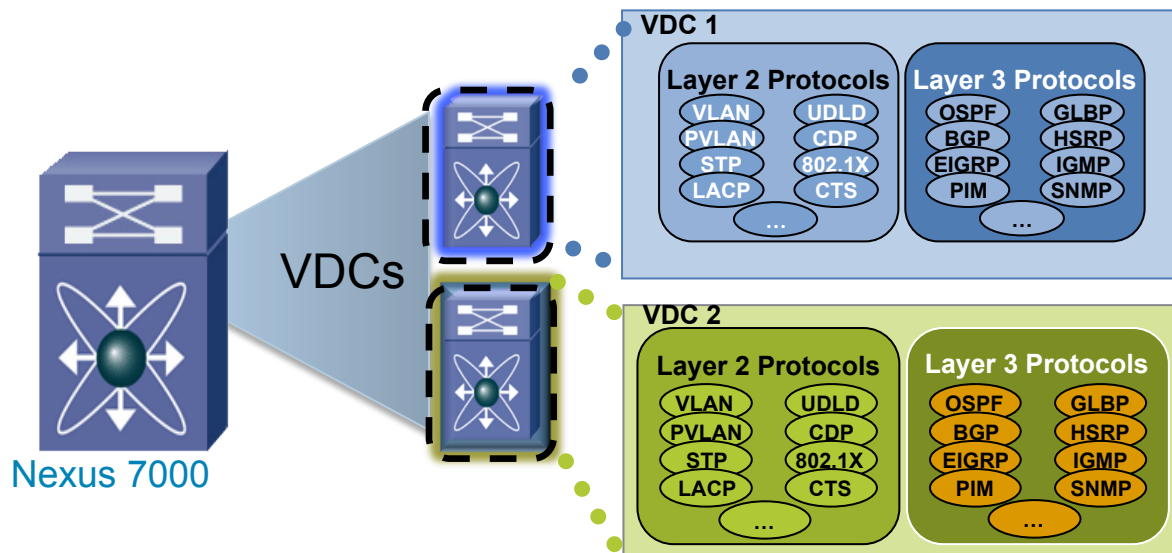 VDC 1
Layer 2 Protocols
VLAN UDLD
PVLAN CDP
STP 802.1X
LACP CTS
...
Layer 3 Protocols
OSPF GLBP
BGP HSRP
EIGRP IGMP
PIM SNMP
...
VDCs
Nexus 7000
VDC 2
Layer 2 Protocols
VLAN UDLD
PVLAN CDP
STP 802.1X
LACP CTS
...
Layer 3 Protocols
OSPF GLBP
BGP HSRP
EIGRP IGMP
PIM SNMP
...